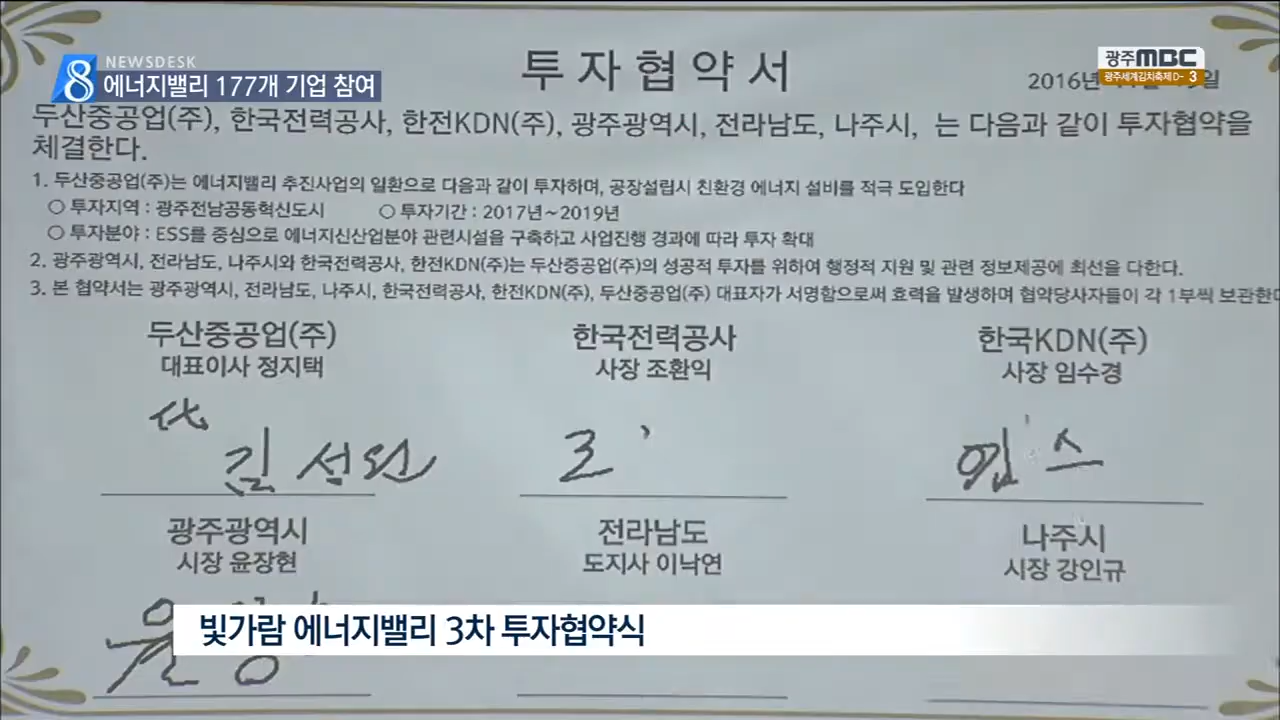 NEWSDESK
8 에너지밸리 177개 기업 참여
광주MBC
광주세계김치축제D- 3
투자협약서
2016년
두산중공업(주), 한국전력공사, 한전KDN(주), 광주광역시, 전라남도, 나주시, 는 다음과 같이 투자협약을
체결한다.
1. 두산중공업(주)는 에너지밸리 추진사업의 일환으로 다음과 같이 투자하며, 공장설립시 친환경 에너지 설비를 적극 도입한다
○ 투자지역 : 광주전남공동혁신도시 ○ 투자기간 : 2017년~2019년
○ 투자분야 : ESS를 중심으로 에너지신산업분야 관련시설을 구축하고 사업진행 경과에 따라 투자 확대
2. 광주광역시, 전라남도, 나주시와 한국전력공사, 한전KDN(주)는 두산중공업(주)의 성공적 투자를 위하여 행정적 지원 및 관련 정보제공에 최선을 다한다.
3. 본 협약서는 광주광역시, 전라남도, 나주시, 한국전력공사, 한전KDN(주), 두산중공업(주) 대표자가 서명함으로써 효력을 발생하며 협약당사자들이 각 1부씩 보관한다
두산중공업(주) 한국전력공사 한국KDN(주)
대표이사 정지택 사장 조환익 사장 임수경
代
김성원
광주광역시 전라남도 나주시
시장 윤장현 도지사 이낙연 시장 강인규
빛가람 에너지밸리 3차 투자협약식